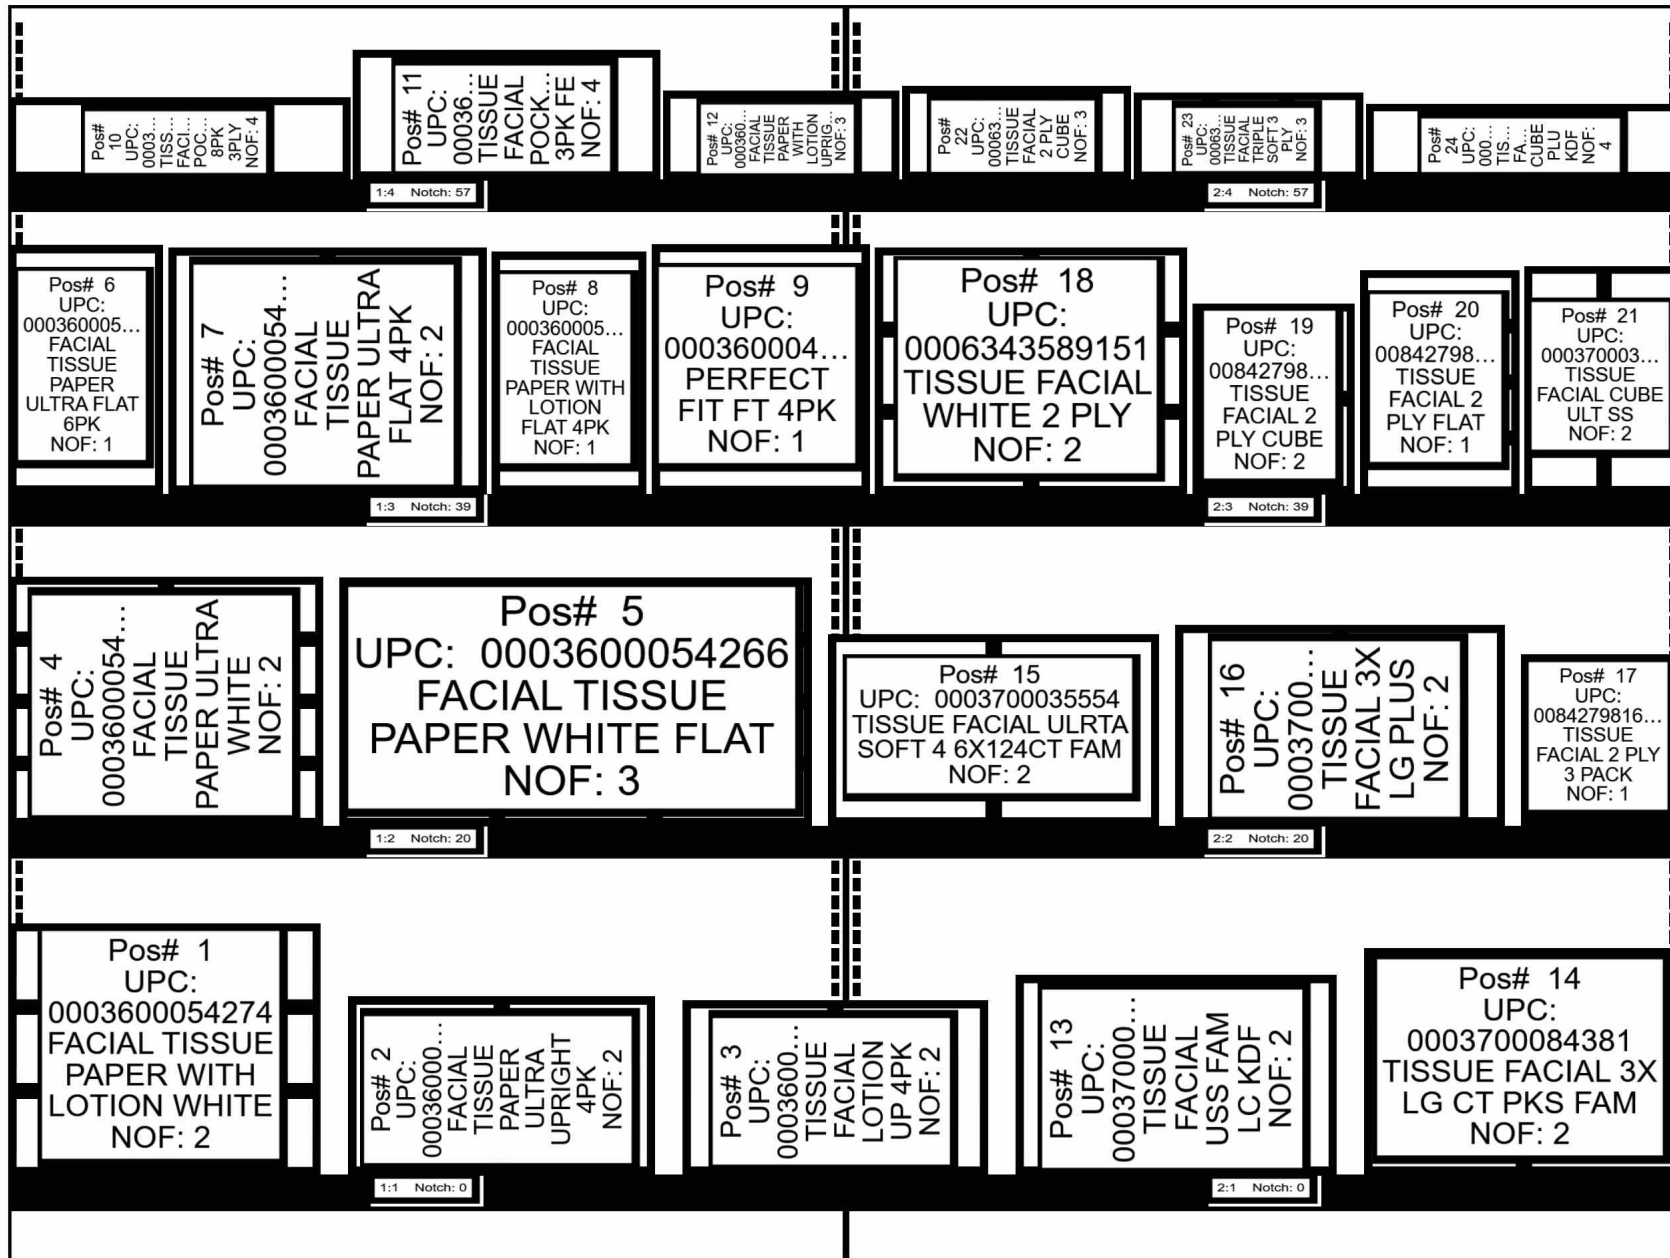 Pos#
10
UPC:
0003...
TISS...
FACI...
POC...
8PK
3PLY
NOF: 4
Pos# 11
UPC:
00036...
TISSUE
FACIAL
POCK...
3PK FE
NOF: 4
Pos# 12
UPC:
000360...
FACIAL
TISSUE
PAPER
WITH
LOTION
UPRIG...
NOF: 3
Pos#
22
UPC:
00063...
TISSUE
FACIAL
2 PLY
CUBE
NOF: 3
Pos# 23
UPC:
00063...
TISSUE
FACIAL
TRIPLE
SOFT 3
PLY
NOF: 3
Pos#
24
UPC:
000...
TIS...
FA...
CUBE
PLU
KDF
NOF:
4
1:4 Notch: 57
2:4 Notch: 57
Pos# 6
UPC:
000360005...
FACIAL
TISSUE
PAPER
ULTRA FLAT
6PK
NOF: 1
Pos# 7
UPC:
000360054...
FACIAL
TISSUE
PAPER ULTRA
FLAT 4PK
NOF: 2
Pos# 8
UPC:
000360005...
FACIAL
TISSUE
PAPER WITH
LOTION
FLAT 4PK
NOF: 1
Pos# 9
UPC:
000360004...
PERFECT
FIT FT 4PK
NOF: 1
Pos# 18
UPC:
0006343589151
TISSUE FACIAL
WHITE 2 PLY
NOF: 2
Pos# 19
UPC:
00842798...
TISSUE
FACIAL 2
PLY CUBE
NOF: 2
Pos# 20
UPC:
00842798...
TISSUE
FACIAL 2
PLY FLAT
NOF: 1
Pos# 21
UPC:
000370003...
TISSUE
FACIAL CUBE
ULT SS
NOF: 2
1:3 Notch: 39
2:3 Notch: 39
Pos# 4
UPC:
0003600054...
FACIAL
TISSUE
PAPER ULTRA
WHITE
NOF: 2
Pos# 5
UPC: 0003600054266
FACIAL TISSUE
PAPER WHITE FLAT
NOF: 3
Pos# 15
UPC: 0003700035554
TISSUE FACIAL ULRTA
SOFT 4 6X124CT FAM
NOF: 2
Pos# 16
UPC:
0003700...
TISSUE
FACIAL 3X
LG PLUS
NOF: 2
Pos# 17
UPC:
0084279816...
TISSUE
FACIAL 2 PLY
3 PACK
NOF: 1
1:2 Notch: 20
2:2 Notch: 20
Pos# 1
UPC:
0003600054274
FACIAL TISSUE
PAPER WITH
LOTION WHITE
NOF: 2
Pos# 2
UPC:
00036000...
FACIAL
TISSUE
PAPER
ULTRA
UPRIGHT
4PK
NOF: 2
Pos# 3
UPC:
0003600...
TISSUE
FACIAL
LOTION
UP 4PK
NOF: 2
Pos# 13
UPC:
00037000...
TISSUE
FACIAL
USS FAM
LC KDF
NOF: 2
Pos# 14
UPC:
0003700084381
TISSUE FACIAL 3X
LG CT PKS FAM
NOF: 2
1:1 Notch: 0
2:1 Notch: 0